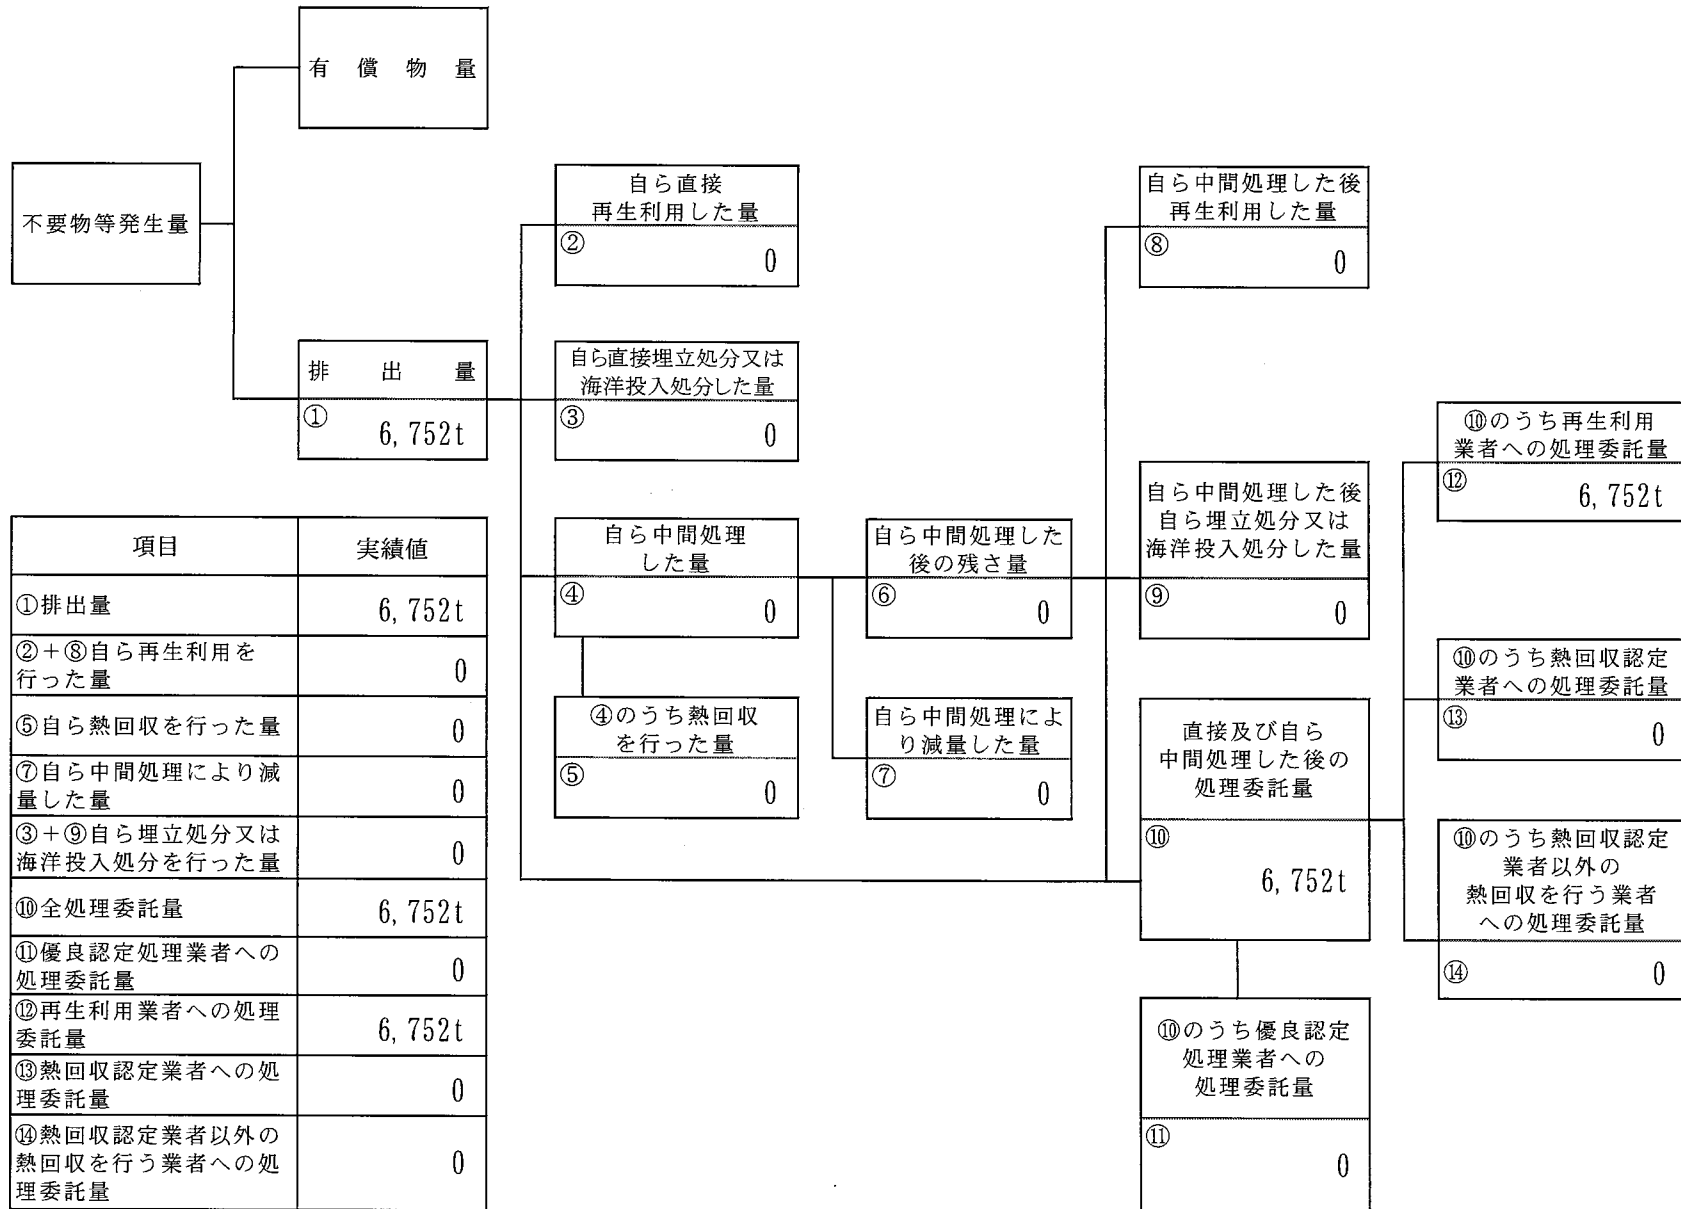 有償物量
不要物等発生量
排出量
①
6,752t
自ら直接
再生利用した量
②
0
自ら直接埋立処分又は
海洋投入処分した量
③
0
自ら中間処理
した量
④
0
④のうち熱回収
を行った量
⑤
0
自ら中間処理した
後の残さ量
⑥
0
自ら中間処理によ
り減量した量
⑦
0
自ら中間処理した後
再生利用した量
⑧
0
自ら中間処理した後
自ら埋立処分又は
海洋投入処分した量
⑨
0
直接及び自ら
中間処理した後の
処理委託量
⑩
6,752t
⑩のうち優良認定
処理業者への
処理委託量
⑪
0
⑩のうち再生利用
業者への処理委託量
⑫
6,752t
⑩のうち熱回収認定
業者への処理委託量
⑬
0
⑩のうち熱回収認定
業者以外の
熱回収を行う業者
への処理委託量
⑭
0
項目 実績値
①排出量 6,752t
②+⑧自ら再生利用を
行った量 0
⑤自ら熱回収を行った量 0
⑦自ら中間処理により減
量した量 0
③+⑨自ら埋立処分又は
海洋投入処分を行った量 0
⑩全処理委託量 6,752t
⑪優良認定処理業者への
処理委託量 0
⑫再生利用業者への処理
委託量 6,752t
⑬熱回収認定業者への処
理委託量 0
⑭熱回収認定業者以外の
熱回収を行う業者への処
理委託量 0